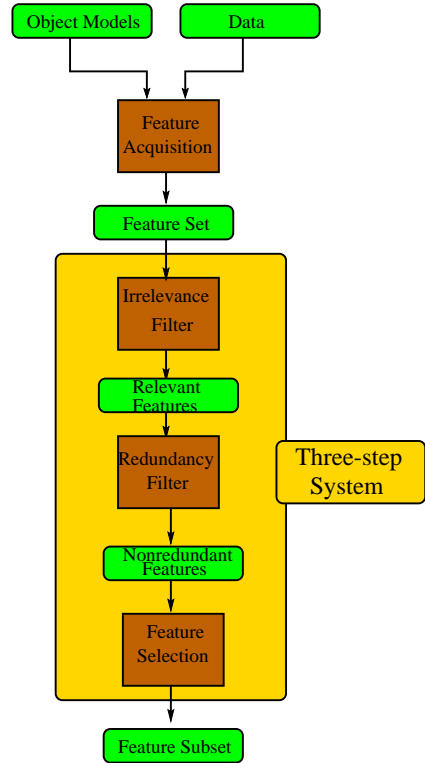 Object Models
Data
Feature
Acquisition
Feature Set
Irrelevance
Filter
Relevant
Features
Redundancy
Filter
Three-step
System
Nonredundant
Features
Feature
Selection
Feature Subset